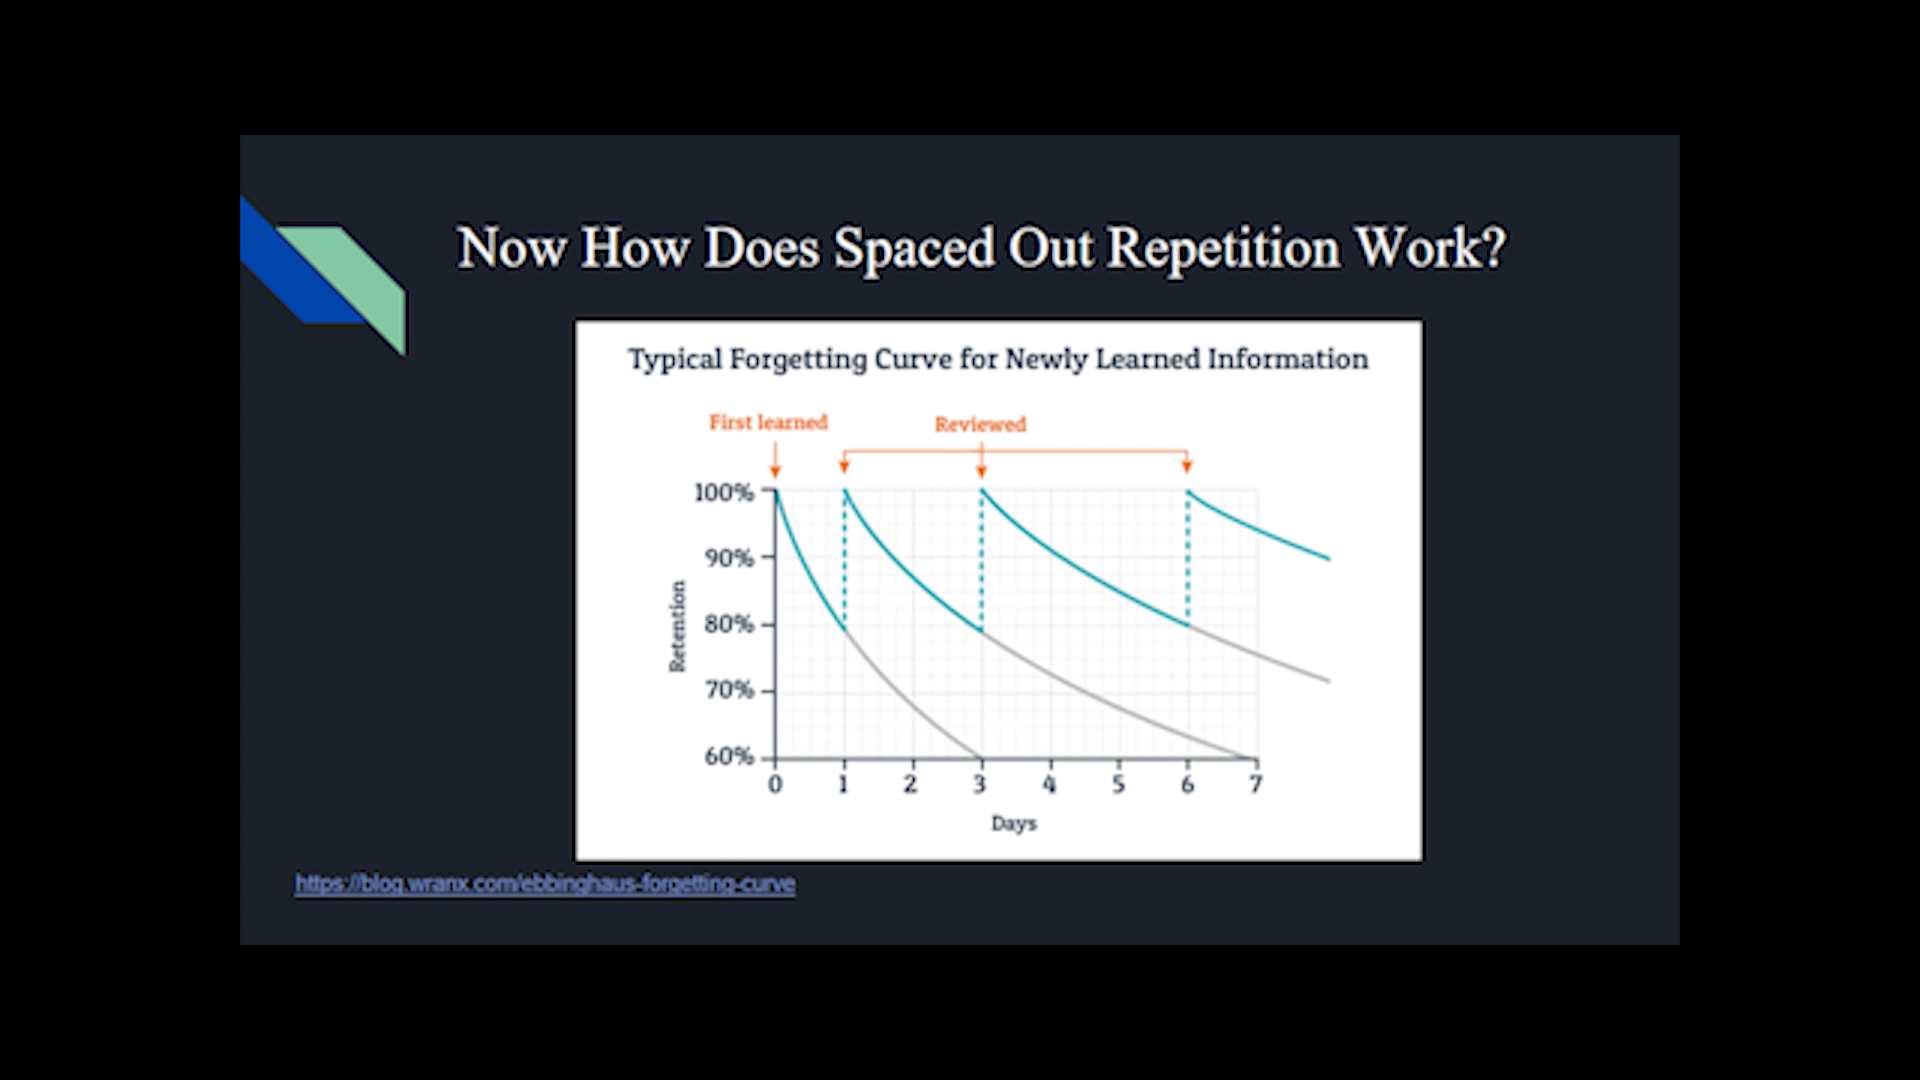 Now How Does Spaced Out Repetition Work?
Typical Forgetting Curve for Newly Learned Information
First learned
Reviewed
100%
90%
80%
70%
60%
Retention
0 1 2 3 4 5 6 7
Days
https://blog.wranx.com/ebbinghaus-forgetting-curve